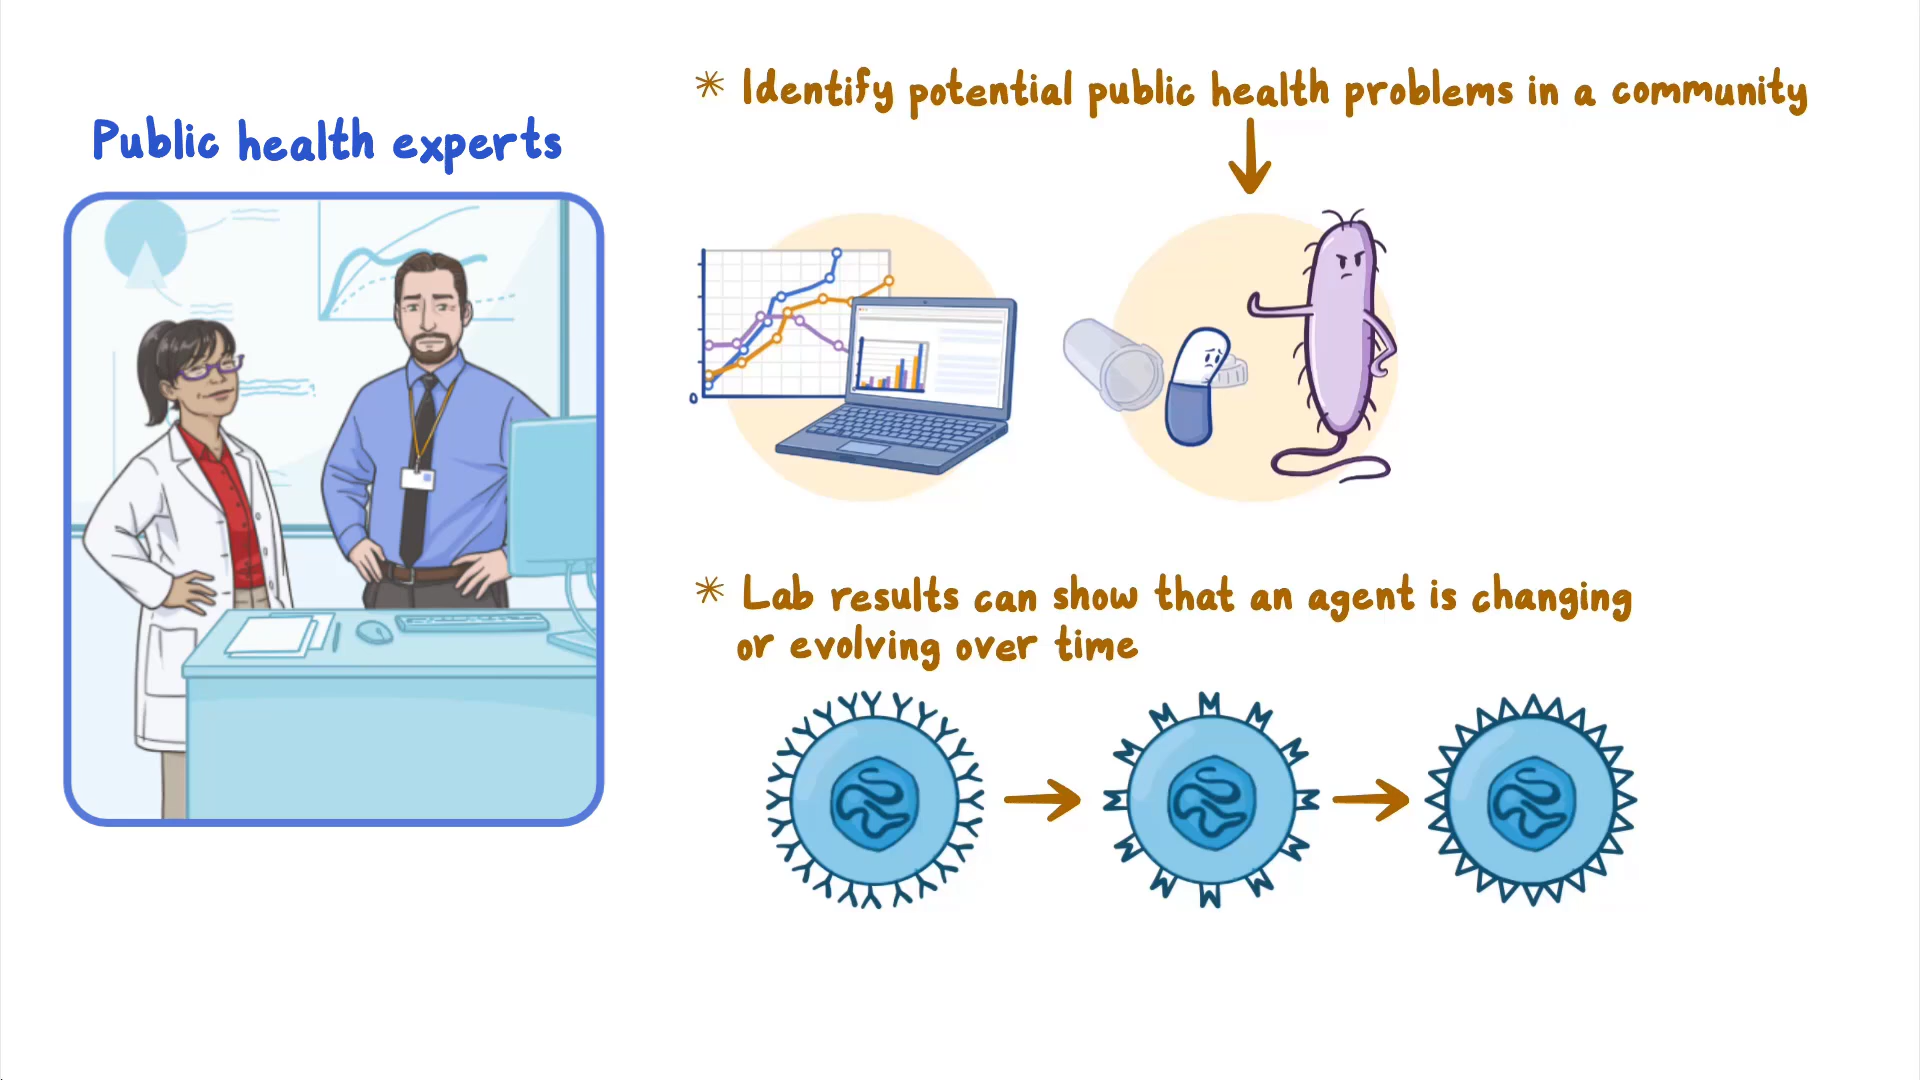 Public health experts
* Identify potential public health problems in a community
0
* Lab results can show that an agent is changing
or evolving over time